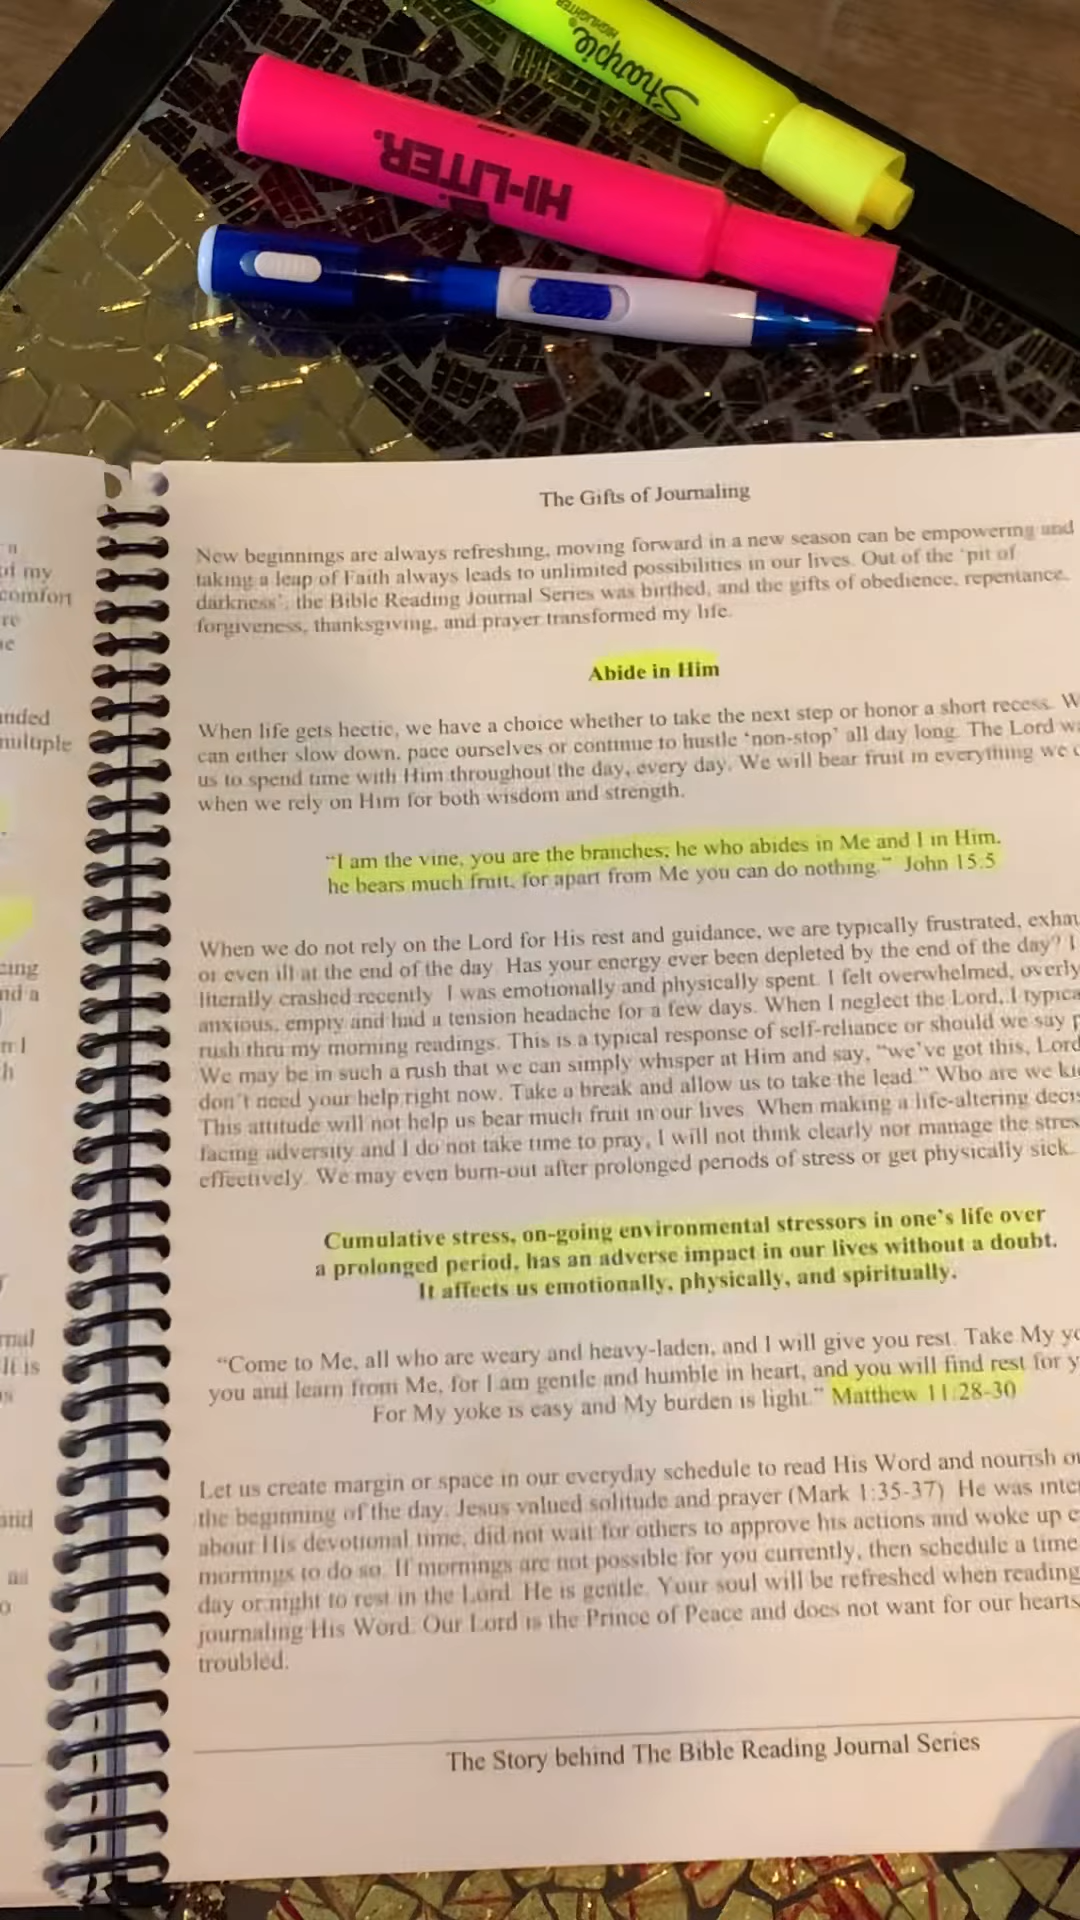 Sharpie
HIGHLIGHTER
HI-LITER
The Gifts of Journaling
New beginnings are always refreshing, moving forward in a new season can be empowering and
taking a leap of Faith always leads to unlimited possibilities in our lives. Out of the 'pit of
darkness', the Bible Reading Journal Series was birthed, and the gifts of obedience, repentance,
forgiveness, thanksgiving, and prayer transformed my life.
Abide in Him
When life gets hectic, we have a choice whether to take the next step or honor a short recess.
can either slow down, pace ourselves or continue to hustle 'non-stop' all day long. The Lord
us to spend time with Him throughout the day, every day. We will bear fruit in everything we
when we rely on Him for both wisdom and strength.
"I am the vine, you are the branches; he who abides in Me and I in Him,
he bears much fruit, for apart from Me you can do nothing." John 15:5
When we do not rely on the Lord for His rest and guidance, we are typically frustrated,
or even ill at the end of the day. Has your energy ever been depleted by the end of the day? I
literally crashed recently. I was emotionally and physically spent. I felt overwhelmed, overly
anxious, empty and had a tension headache for a few days. When I neglect the Lord, I
rush thru my morning readings. This is a typical response of self-reliance or should we say
We may be in such a rush that we can simply whisper at Him and say, "we've got this, Lord
don't need your help right now. Take a break and allow us to take the lead." Who are we
This attitude will not help us bear much fruit in our lives. When making a life-altering
facing adversity and I do not take time to pray, I will not think clearly nor manage the
effectively. We may even burn-out after prolonged periods of stress or get physically sick.
Cumulative stress, on-going environmental stressors in one's life over
a prolonged period, has an adverse impact in our lives without a doubt.
It affects us emotionally, physically, and spiritually.
"Come to Me, all who are weary and heavy-laden, and I will give you rest. Take My
you and learn from Me, for I am gentle and humble in heart, and you will find rest for
For My yoke is easy and My burden is light." Matthew 11:28-30
Let us create margin or space in our everyday schedule to read His Word and nourish
the beginning of the day. Jesus valued solitude and prayer (Mark 1:35-37). He was
about His devotional time, did not wait for others to approve his actions and woke up
mornings to do so. If mornings are not possible for you currently, then schedule a time
day or night to rest in the Lord. He is gentle. Your soul will be refreshed when reading
journaling His Word. Our Lord is the Prince of Peace and does not want for our hearts
troubled.
The Story behind The Bible Reading Journal Series